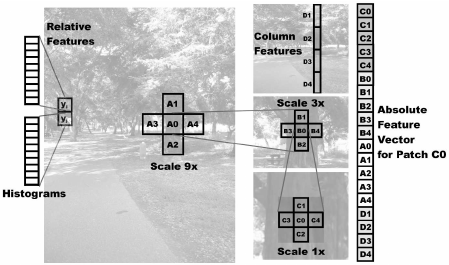 Relative
Features
yᵢ
yᵢ
Histograms
A1
A3 A0 A4
A2
Scale 9x
D1
D2
D3
D4
Column
Features
Scale 3x
B1
B3 B0 B4
B2
C1
C3 C0 C4
C2
Scale 1x
C0
C1
C2
C3
C4
B0
B1
B2
B3
B4
A0
A1
A2
A3
A4
D1
D2
D3
D4
Absolute
Feature
Vector
for Patch C0